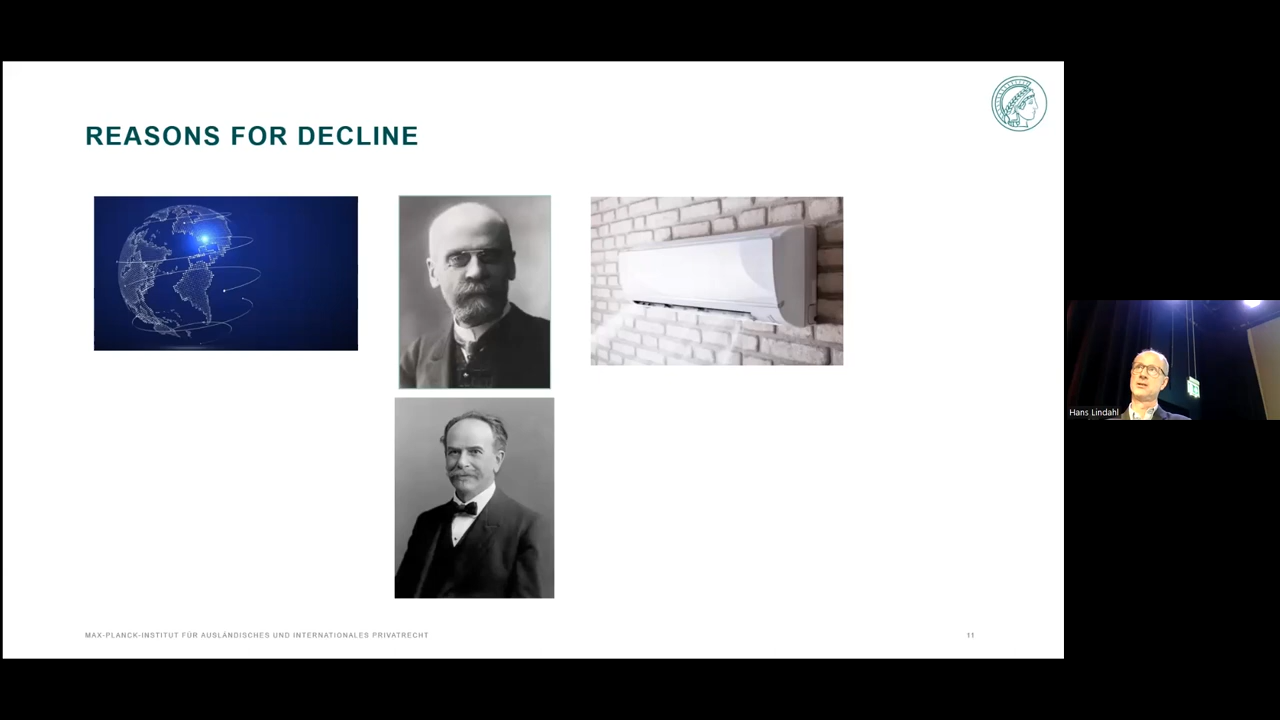 REASONS FOR DECLINE
Hans Lindahl
MAX-PLANCK-INSTITUT FÜR AUSLÄNDISCHES UND INTERNATIONALES PRIVATRECHT
11